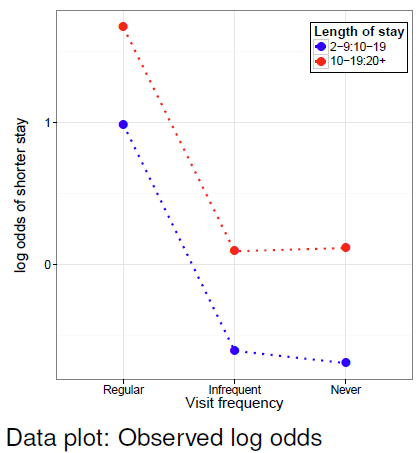 Length of stay
2−9:10−19
10−19:20+
1
0
log odds of shorter stay
Regular Infrequent Never
Visit frequency
Data plot: Observed log odds